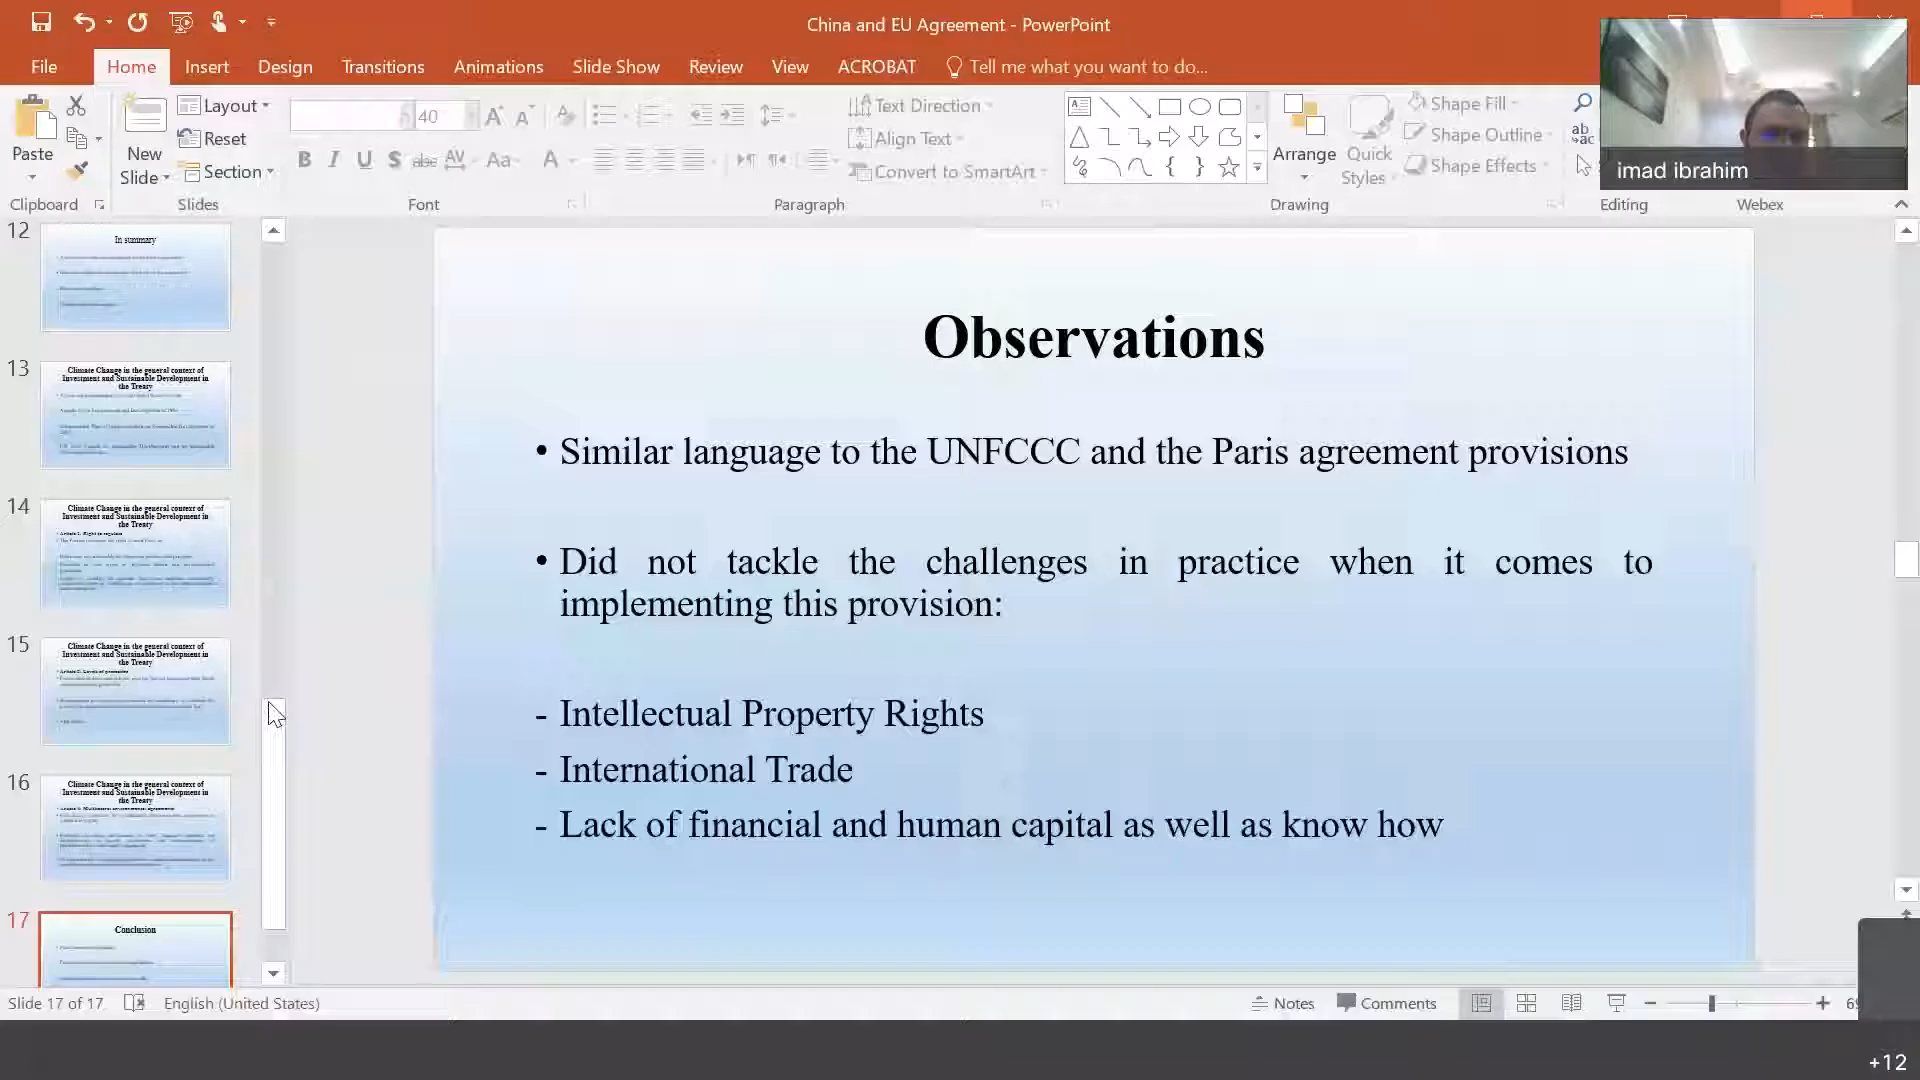 China and EU Agreement - PowerPoint
File
Home
Insert
Design
Transitions
Animations
Slide Show
Review
View
ACROBAT
Tell me what you want to do...
Paste
New
Slide
Layout
Reset
Section
40
B I U S abc AV Aa A
Text Direction
Align Text
Convert to SmartArt
Arrange
Quick
Styles
Shape Fill
Shape Outline
Shape Effects
imad ibrahim
Clipboard
Slides
Font
Paragraph
Drawing
Editing
Webex
12
In summary
13
Climate Change in the general context of
Investment and Sustainable Development in
the Treaty
14
Climate Change in the general context of
Investment and Sustainable Development in
the Treaty
15
Climate Change in the general context of
Investment and Sustainable Development in
the Treaty
16
Climate Change in the general context of
Investment and Sustainable Development in
the Treaty
17
Conclusion
Observations
• Similar language to the UNFCCC and the Paris agreement provisions
• Did not tackle the challenges in practice when it comes to
implementing this provision:
- Intellectual Property Rights
- International Trade
- Lack of financial and human capital as well as know how
Slide 17 of 17
English (United States)
Notes
Comments
+12